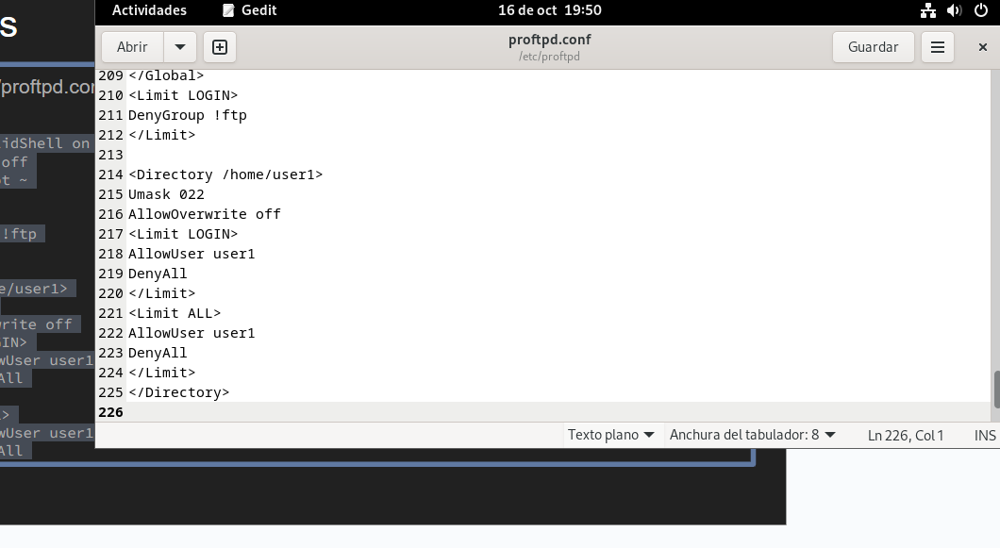 s
Actividades Gedit 16 de oct 19:50
Abrir proftpd.conf Guardar
/etc/proftpd
/proftpd.con
idShell on
off
ot ~
!ftp
e/user1>
write off
GIN>
wUser user1
All
>
wUser user1
All
209 </Global>
210 <Limit LOGIN>
211 DenyGroup !ftp
212 </Limit>
213
214 <Directory /home/user1>
215 Umask 022
216 AllowOverwrite off
217 <Limit LOGIN>
218 AllowUser user1
219 DenyAll
220 </Limit>
221 <Limit ALL>
222 AllowUser user1
223 DenyAll
224 </Limit>
225 </Directory>
226
Texto plano Anchura del tabulador: 8 Ln 226, Col 1 INS